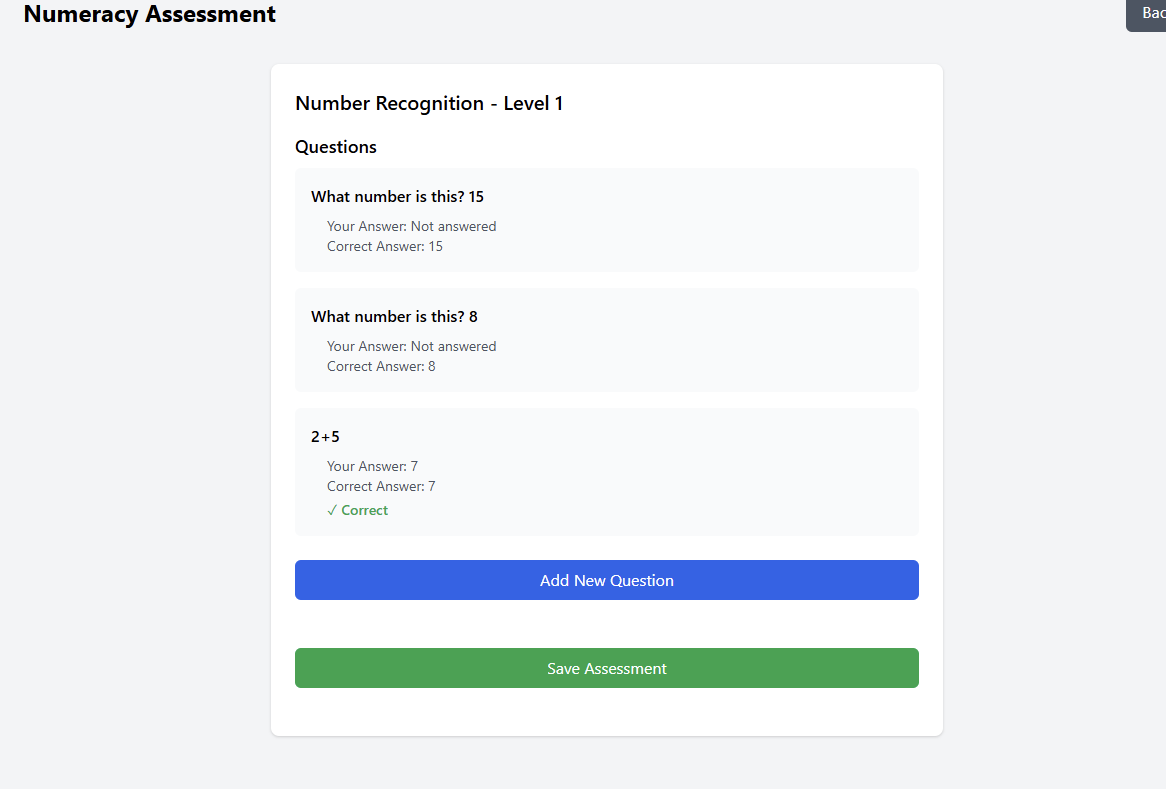 Numeracy Assessment
Bac
Number Recognition - Level 1
Questions
What number is this? 15
Your Answer: Not answered
Correct Answer: 15
What number is this? 8
Your Answer: Not answered
Correct Answer: 8
2+5
Your Answer: 7
Correct Answer: 7
✓ Correct
Add New Question
Save Assessment